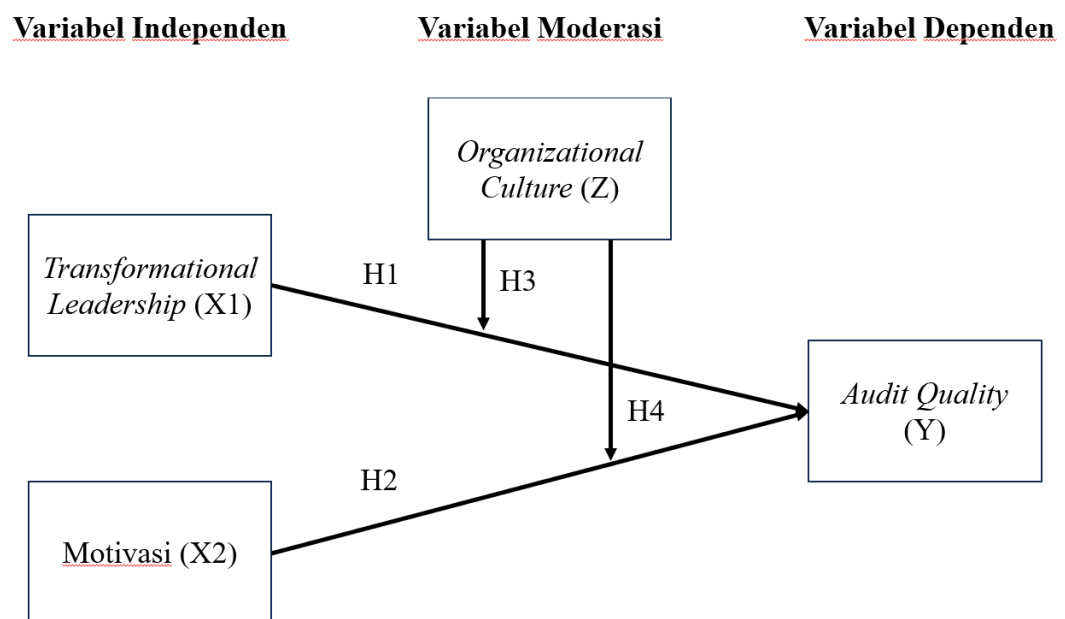 Variabel Independen
Variabel Moderasi
Variabel Dependen
Organizational
Culture (Z)
Transformational
Leadership (X1)
H1
H3
Audit Quality
(Y)
H4
H2
Motivasi (X2)